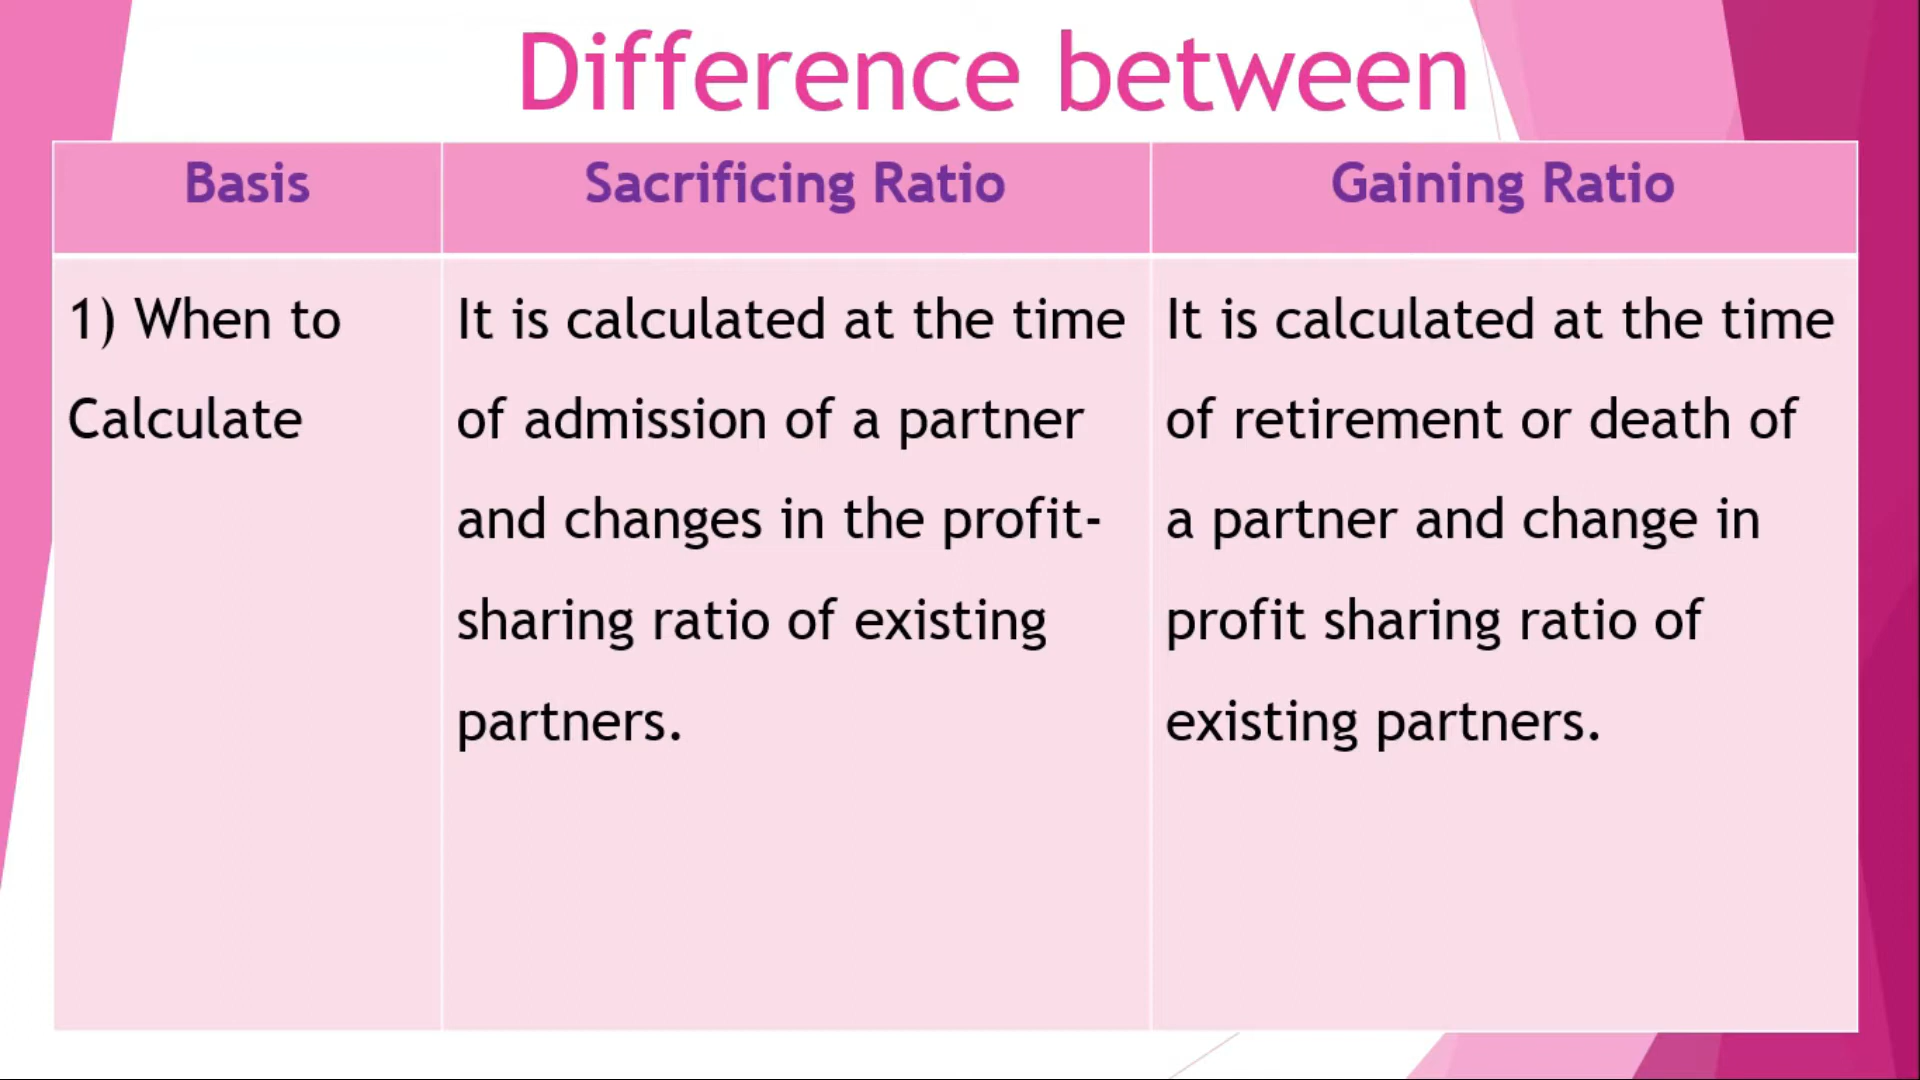 Difference between
Basis
Sacrificing Ratio
Gaining Ratio
1) When to
Calculate
It is calculated at the time
of admission of a partner
and changes in the profit-
sharing ratio of existing
partners.
It is calculated at the time
of retirement or death of
a partner and change in
profit sharing ratio of
existing partners.